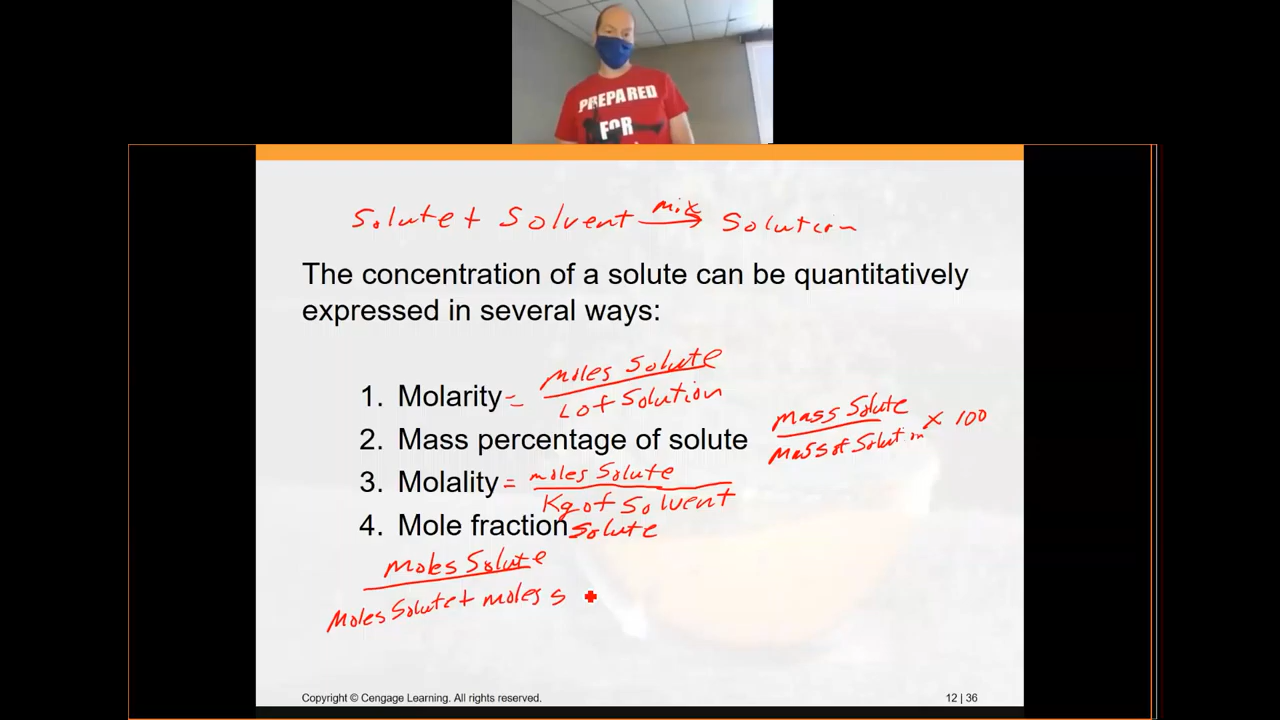 PREPARED
FOR
Solute + Solvent mix Solution
The concentration of a solute can be quantitatively
expressed in several ways:
1. Molarity = moles Solute
L of Solution
2. Mass percentage of solute mass Solute x 100
Mass of Solution
3. Molality = moles Solute
Kg of Solvent
4. Mole fraction Solute
Moles Solute
Moles Solute + moles s
Copyright © Cengage Learning. All rights reserved.
12 | 36